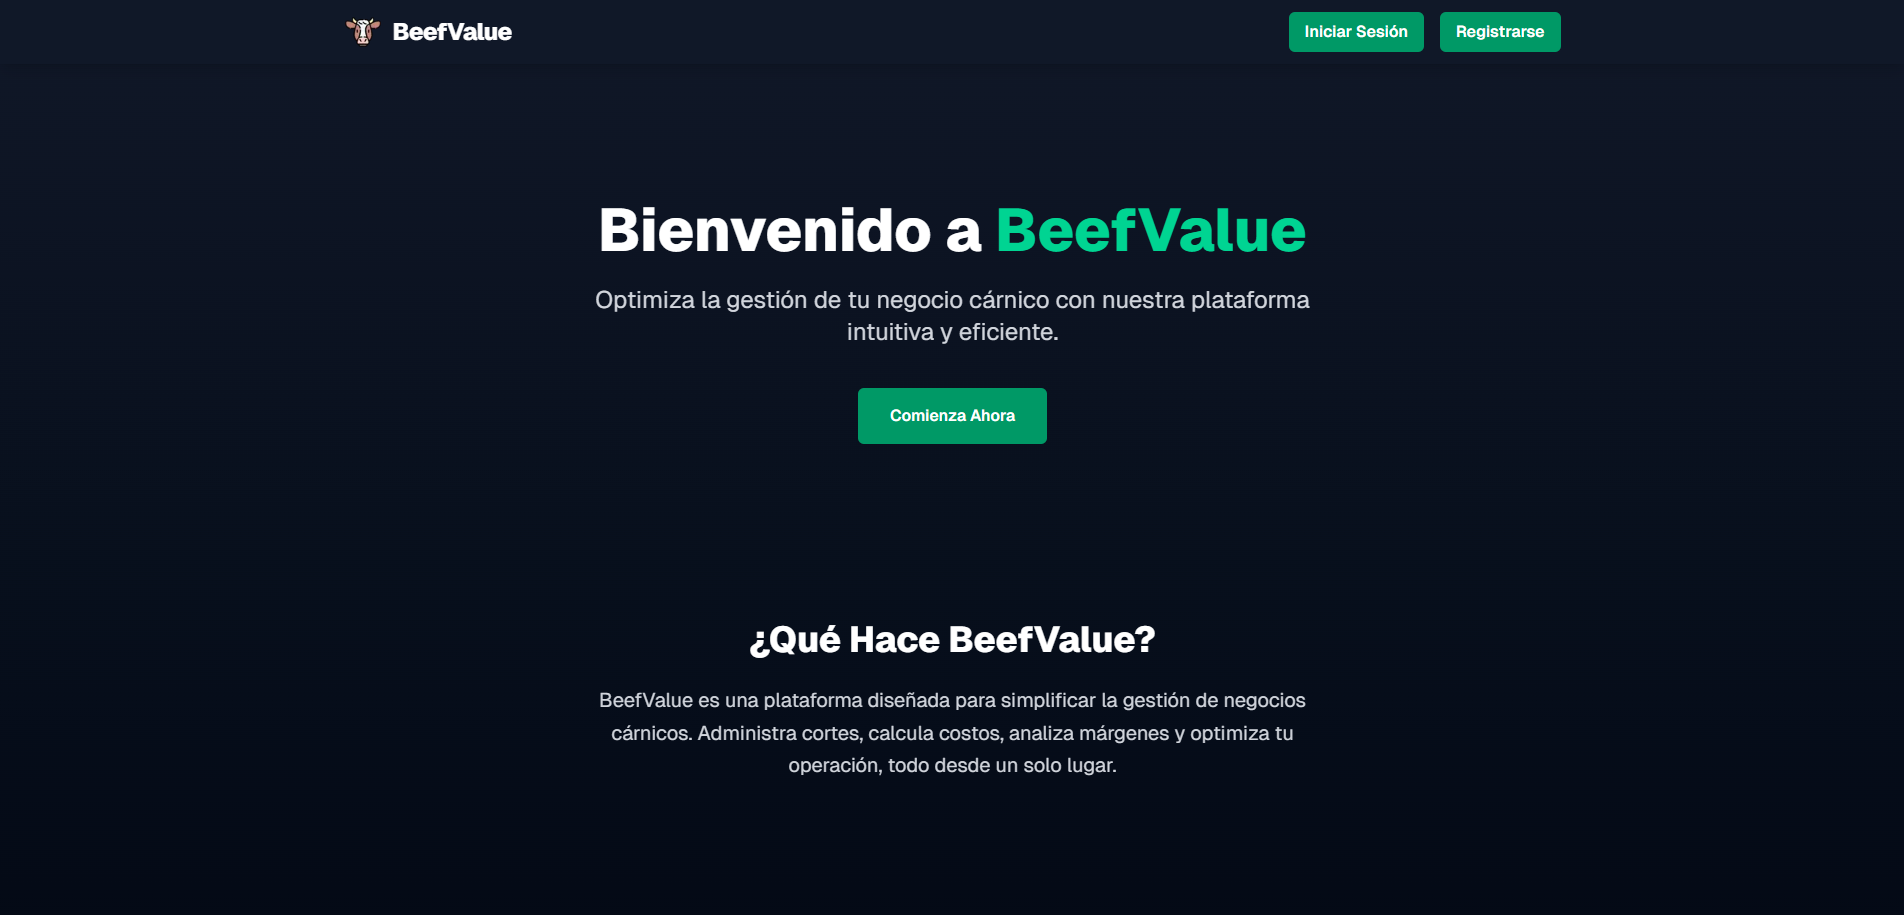 BeefValue
Iniciar Sesión
Registrarse
Bienvenido a BeefValue
Optimiza la gestión de tu negocio cárnico con nuestra plataforma
intuitiva y eficiente.
Comienza Ahora
¿Qué Hace BeefValue?
BeefValue es una plataforma diseñada para simplificar la gestión de negocios
cárnicos. Administra cortes, calcula costos, analiza márgenes y optimiza tu
operación, todo desde un solo lugar.